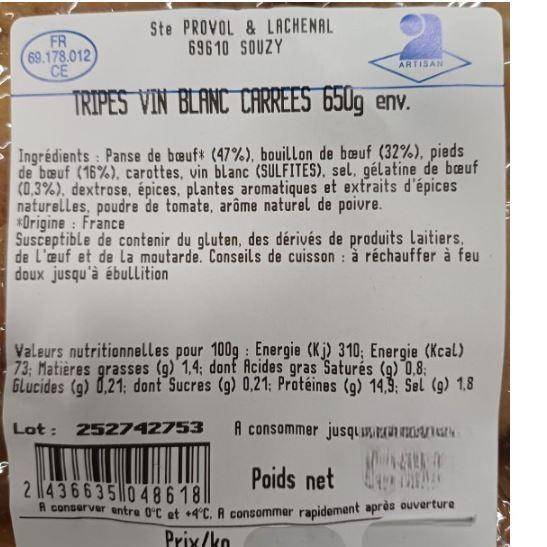 Ste PROVOL & LACHENAL
69610 SOUZY
FR
69.178.012
CE
ARTISAN
TRIPES VIN BLANC CARREES 650g env.
Ingrédients : Panse de bœuf* (47%), bouillon de bœuf (32%), pieds
de bœuf (16%), carottes, vin blanc (SULFITES), sel, gélatine de bœuf
(0,3%), dextrose, épices, plantes aromatiques et extraits d'épices
naturelles, poudre de tomate, arôme naturel de poivre.
*Origine : France
Susceptible de contenir du gluten, des dérivés de produits laitiers,
de l'œuf et de la moutarde. Conseils de cuisson : à réchauffer à feu
doux jusqu'à ébullition
Valeurs nutritionnelles pour 100g : Energie (Kj) 310; Energie (KCal)
73; Matières grasses (g) 1,4; dont Acides gras Saturés (g) 0,8;
Glucides (g) 0,21; dont Sucres (g) 0,21; Protéines (g) 14,9; Sel (g) 1,8
Lot : 252742753
A consommer
Poids net
2 436635 048618
A conserver entre 0°C et +4°C. A consommer rapidement après ouverture
Prix/kg